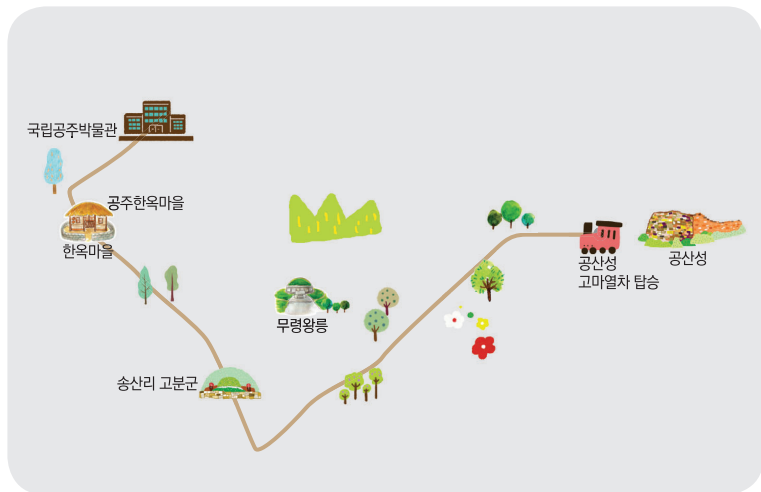 국립공주박물관
공주한옥마을
한옥마을
무령왕릉
송산리 고분군
공산성
고마열차 탑승
공산성